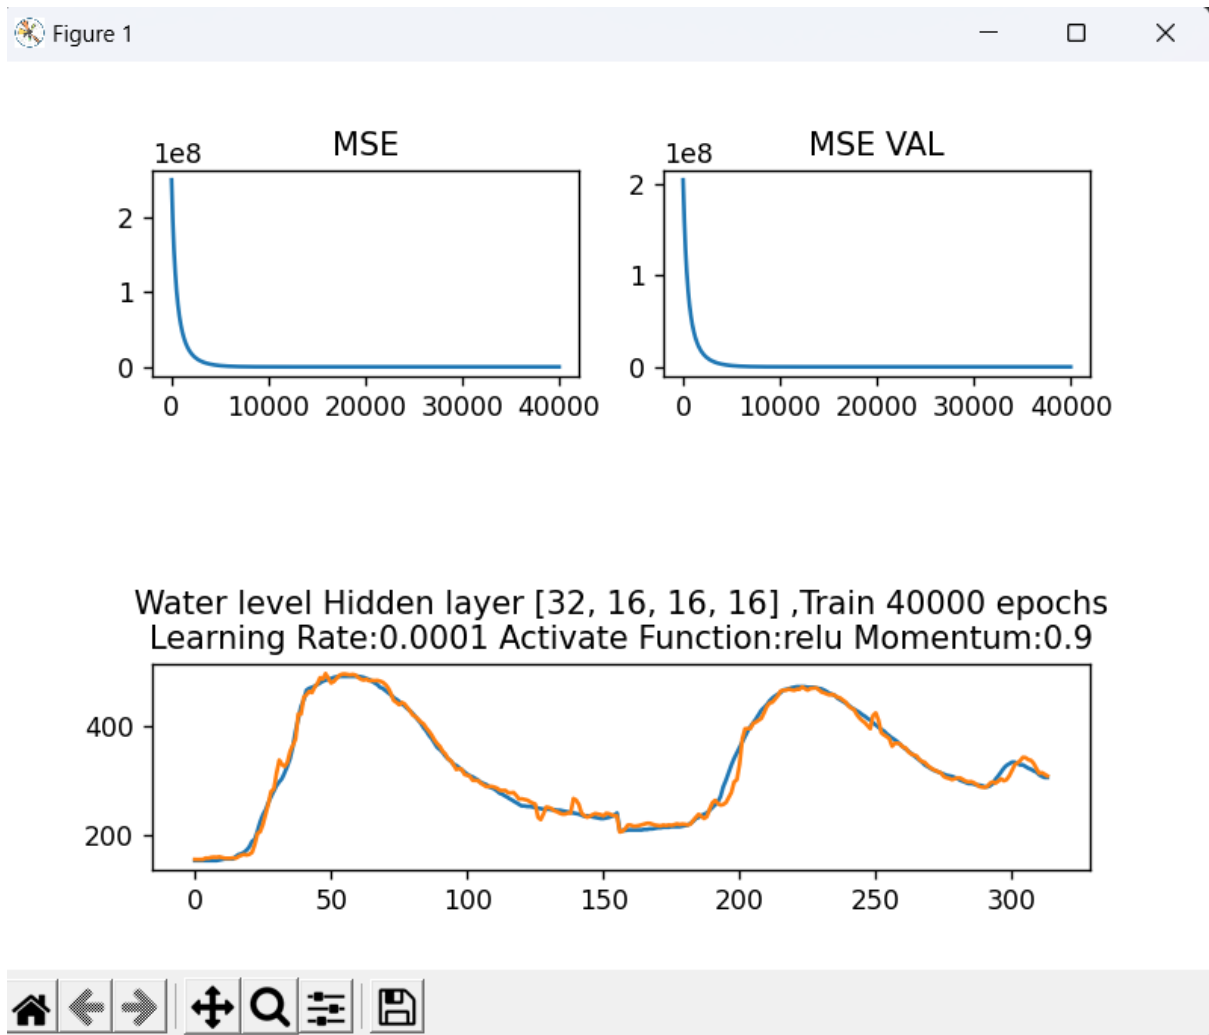 Figure 1
MSE
1e8
2
1
0
0 10000 20000 30000 40000
MSE VAL
1e8
2
1
0
0 10000 20000 30000 40000
Water level Hidden layer [32, 16, 16, 16] ,Train 40000 epochs
Learning Rate:0.0001 Activate Function:relu Momentum:0.9
400
200
0 50 100 150 200 250 300